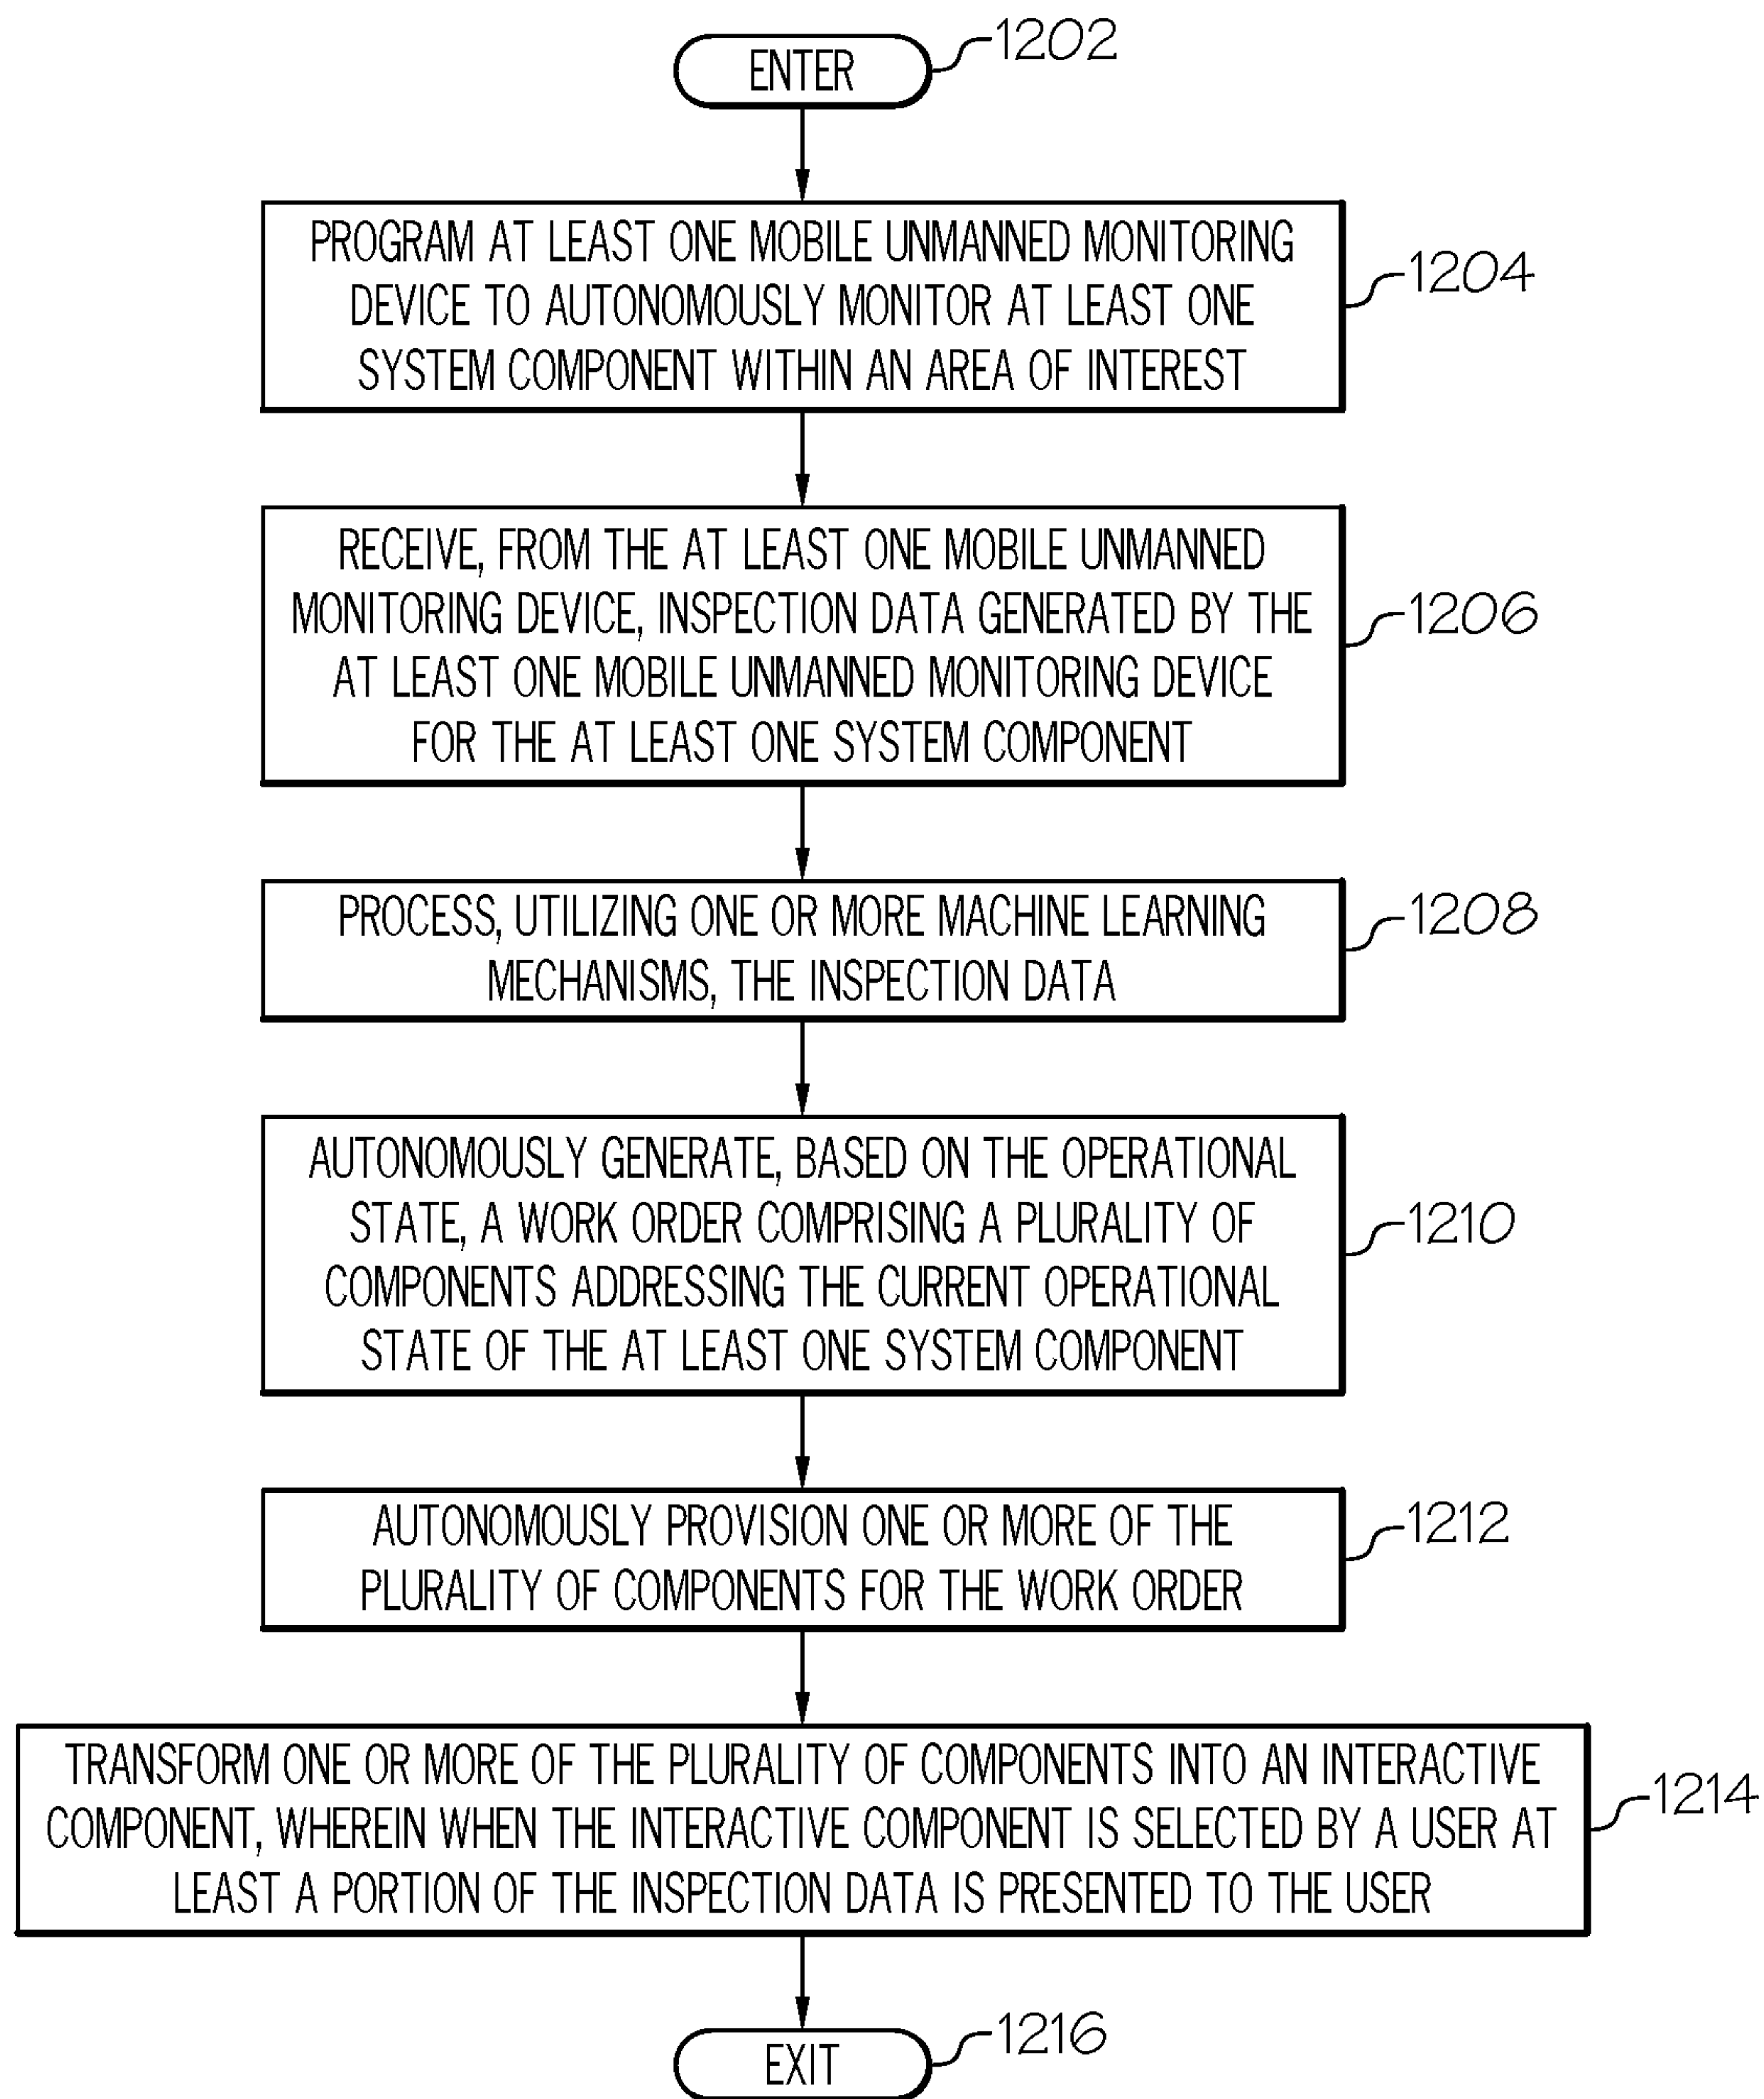 ENTER
1202
PROGRAM AT LEAST ONE MOBILE UNMANNED MONITORING
DEVICE TO AUTONOMOUSLY MONITOR AT LEAST ONE
SYSTEM COMPONENT WITHIN AN AREA OF INTEREST
1204
RECEIVE, FROM THE AT LEAST ONE MOBILE UNMANNED
MONITORING DEVICE, INSPECTION DATA GENERATED BY THE
AT LEAST ONE MOBILE UNMANNED MONITORING DEVICE
FOR THE AT LEAST ONE SYSTEM COMPONENT
1206
PROCESS, UTILIZING ONE OR MORE MACHINE LEARNING
MECHANISMS, THE INSPECTION DATA
1208
AUTONOMOUSLY GENERATE, BASED ON THE OPERATIONAL
STATE, A WORK ORDER COMPRISING A PLURALITY OF
COMPONENTS ADDRESSING THE CURRENT OPERATIONAL
STATE OF THE AT LEAST ONE SYSTEM COMPONENT
1210
AUTONOMOUSLY PROVISION ONE OR MORE OF THE
PLURALITY OF COMPONENTS FOR THE WORK ORDER
1212
TRANSFORM ONE OR MORE OF THE PLURALITY OF COMPONENTS INTO AN INTERACTIVE
COMPONENT, WHEREIN WHEN THE INTERACTIVE COMPONENT IS SELECTED BY A USER AT
LEAST A PORTION OF THE INSPECTION DATA IS PRESENTED TO THE USER
1214
EXIT
1216